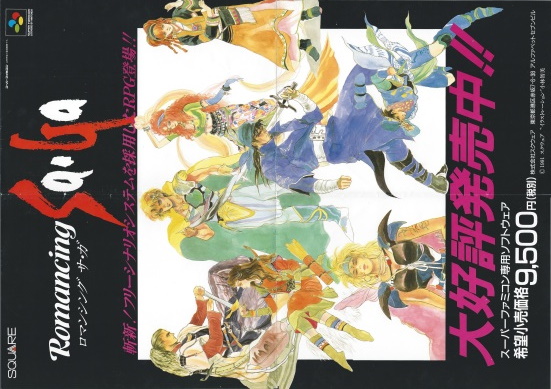 Romancing
Sa・Ga
ロマンシング サ・ガ
斬新!フリーシナリオシステムを採用したRPG登場!!
大好評発売中!!
スーパーファミコン専用ソフトウェア
希望小売価格9,500円(税別)
SQUARE